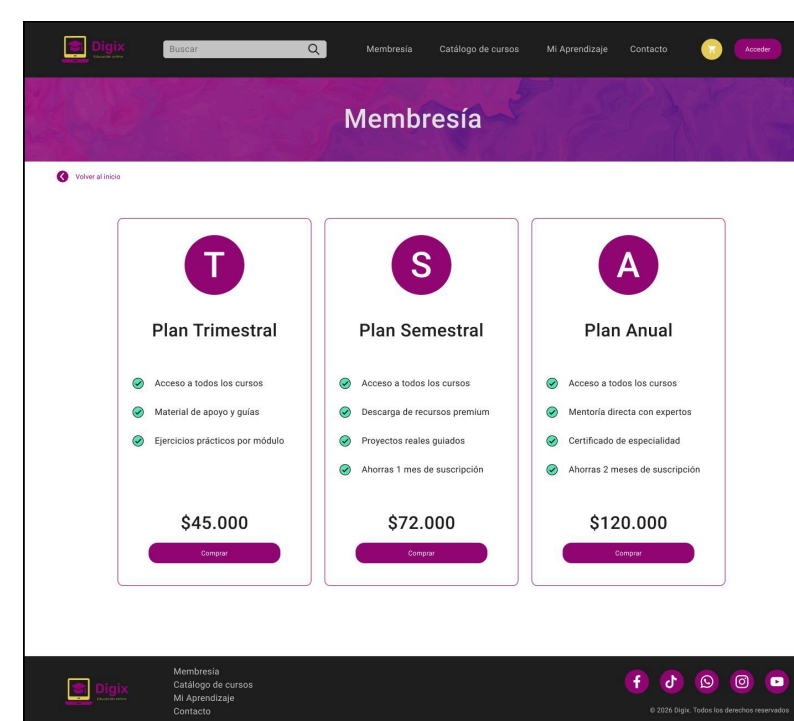 Digix
Educación online
Buscar
Membresía
Catálogo de cursos
Mi Aprendizaje
Contacto
Acceder
Membresía
Volver al inicio
T
Plan Trimestral
Acceso a todos los cursos
Material de apoyo y guías
Ejercicios prácticos por módulo
$45.000
Comprar
S
Plan Semestral
Acceso a todos los cursos
Descarga de recursos premium
Proyectos reales guiados
Ahorras 1 mes de suscripción
$72.000
Comprar
A
Plan Anual
Acceso a todos los cursos
Mentoría directa con expertos
Certificado de especialidad
Ahorras 2 meses de suscripción
$120.000
Comprar
Digix
Educación online
Membresía
Catálogo de cursos
Mi Aprendizaje
Contacto
© 2026 Digix. Todos los derechos reservados